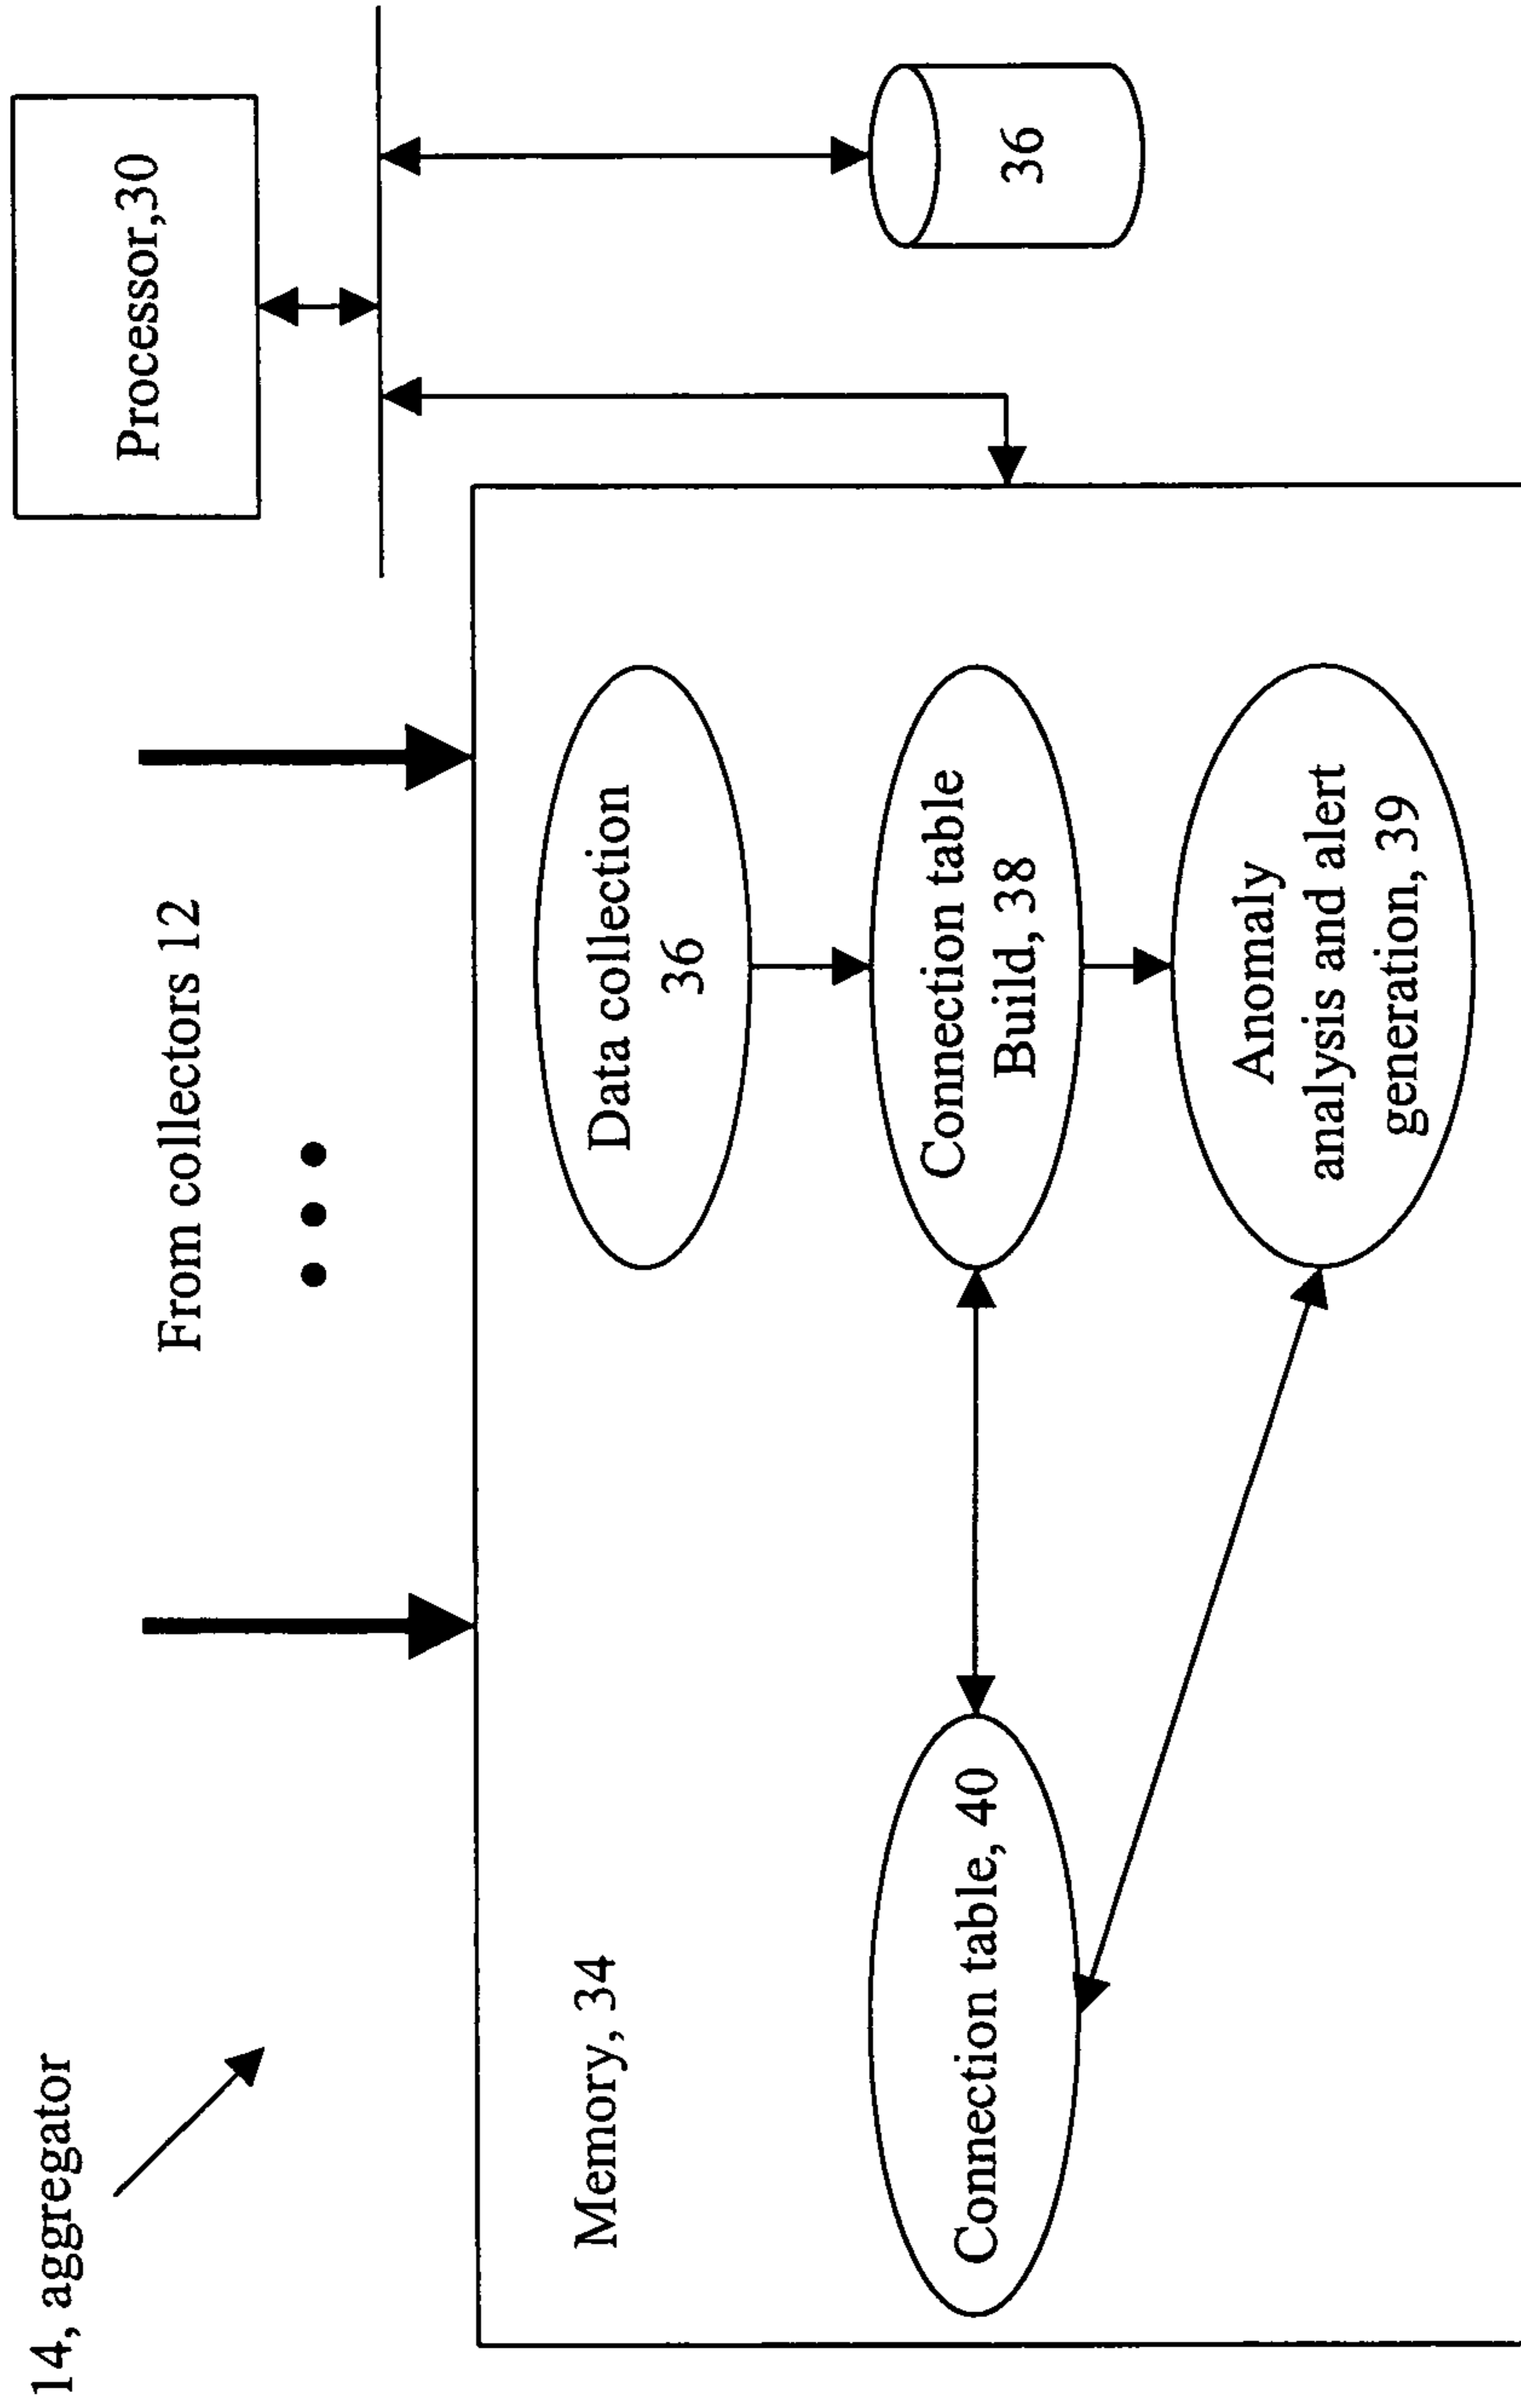 14, aggregator
From collectors 12
Processor,30
Memory, 34
Data collection
36
Connection table, 40
Connection table
Build, 38
36
Anomaly
analysis and alert
generation, 39